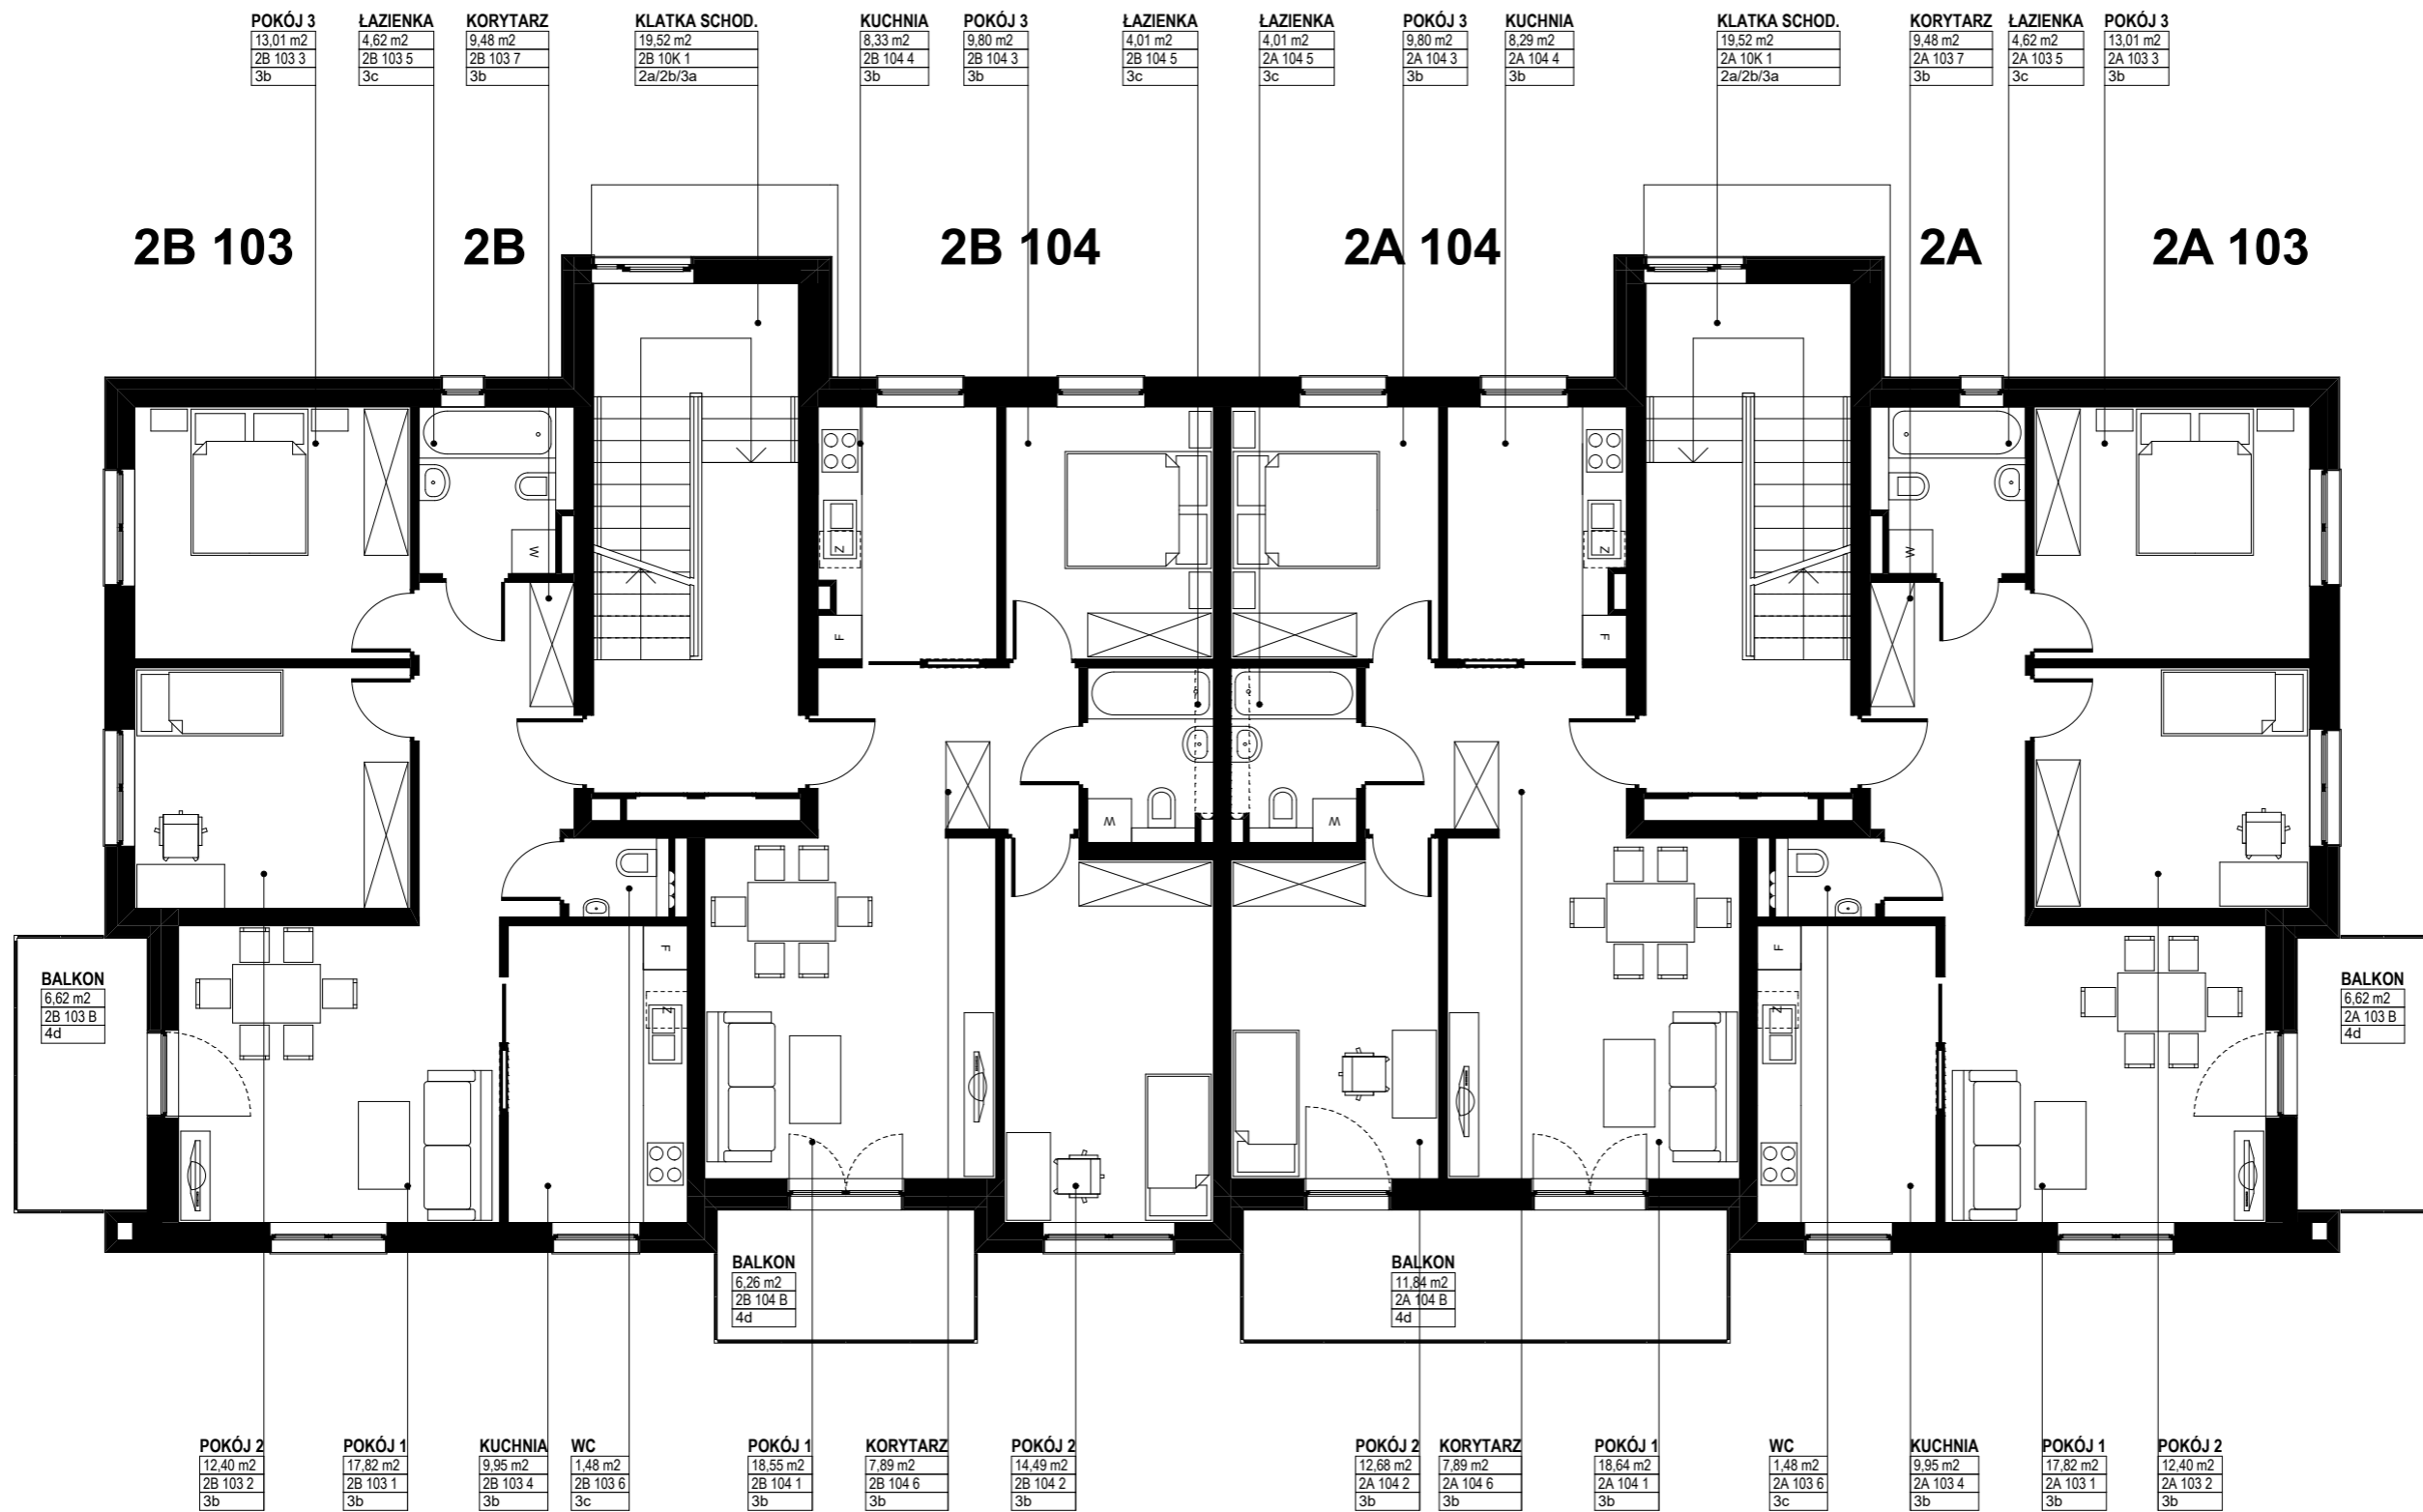 POKÓJ 3
13,01 m2
2B 103 3
3b
ŁAZIENKA
4,62 m2
2B 103 5
3c
KORYTARZ
9,48 m2
2B 103 7
3b
KLATKA SCHOD.
19,52 m2
2B 10K 1
2a/2b/3a
KUCHNIA
8,33 m2
2B 104 4
3b
POKÓJ 3
9,80 m2
2B 104 3
3b
ŁAZIENKA
4,01 m2
2B 104 5
3c
ŁAZIENKA
4,01 m2
2A 104 5
3c
POKÓJ 3
9,80 m2
2A 104 3
3b
KUCHNIA
8,29 m2
2A 104 4
3b
KLATKA SCHOD.
19,52 m2
2A 10K 1
2a/2b/3a
KORYTARZ
9,48 m2
2A 103 7
3b
ŁAZIENKA
4,62 m2
2A 103 5
3c
POKÓJ 3
13,01 m2
2A 103 3
3b
2B 103
2B
2B 104
2A 104
2A
2A 103
W
Z
F
Z
F
W
W
W
F
Z
F
Z
BALKON
6,62 m2
2B 103 B
4d
BALKON
6,62 m2
2A 103 B
4d
BALKON
6,26 m2
2B 104 B
4d
BALKON
11,84 m2
2A 104 B
4d
POKÓJ 2
12,40 m2
2B 103 2
3b
POKÓJ 1
17,82 m2
2B 103 1
3b
KUCHNIA
9,95 m2
2B 103 4
3b
WC
1,48 m2
2B 103 6
3c
POKÓJ 1
18,55 m2
2B 104 1
3b
KORYTARZ
7,89 m2
2B 104 6
3b
POKÓJ 2
14,49 m2
2B 104 2
3b
POKÓJ 2
12,68 m2
2A 104 2
3b
KORYTARZ
7,89 m2
2A 104 6
3b
POKÓJ 1
18,64 m2
2A 104 1
3b
WC
1,48 m2
2A 103 6
3c
KUCHNIA
9,95 m2
2A 103 4
3b
POKÓJ 1
17,82 m2
2A 103 1
3b
POKÓJ 2
12,40 m2
2A 103 2
3b